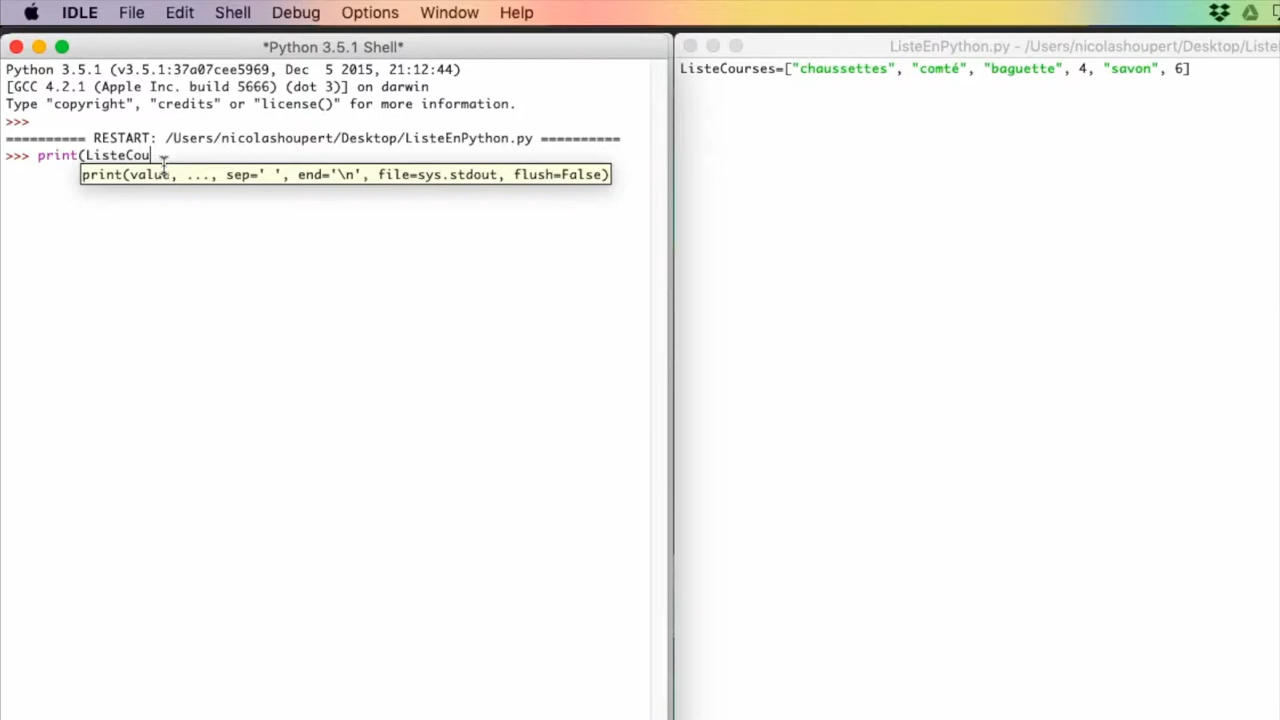 IDLE File Edit Shell Debug Options Window Help
*Python 3.5.1 Shell*
Python 3.5.1 (v3.5.1:37a07cee5969, Dec  5 2015, 21:12:44)
[GCC 4.2.1 (Apple Inc. build 5666) (dot 3)] on darwin
Type "copyright", "credits" or "license()" for more information.
>>>
========== RESTART: /Users/nicolashoupert/Desktop/ListeEnPython.py ==========
>>> print(ListeCou
print(value, ..., sep=' ', end='\n', file=sys.stdout, flush=False)
ListeEnPython.py - /Users/nicolashoupert/Desktop/Liste
ListeCourses=["chaussettes", "comté", "baguette", 4, "savon", 6]